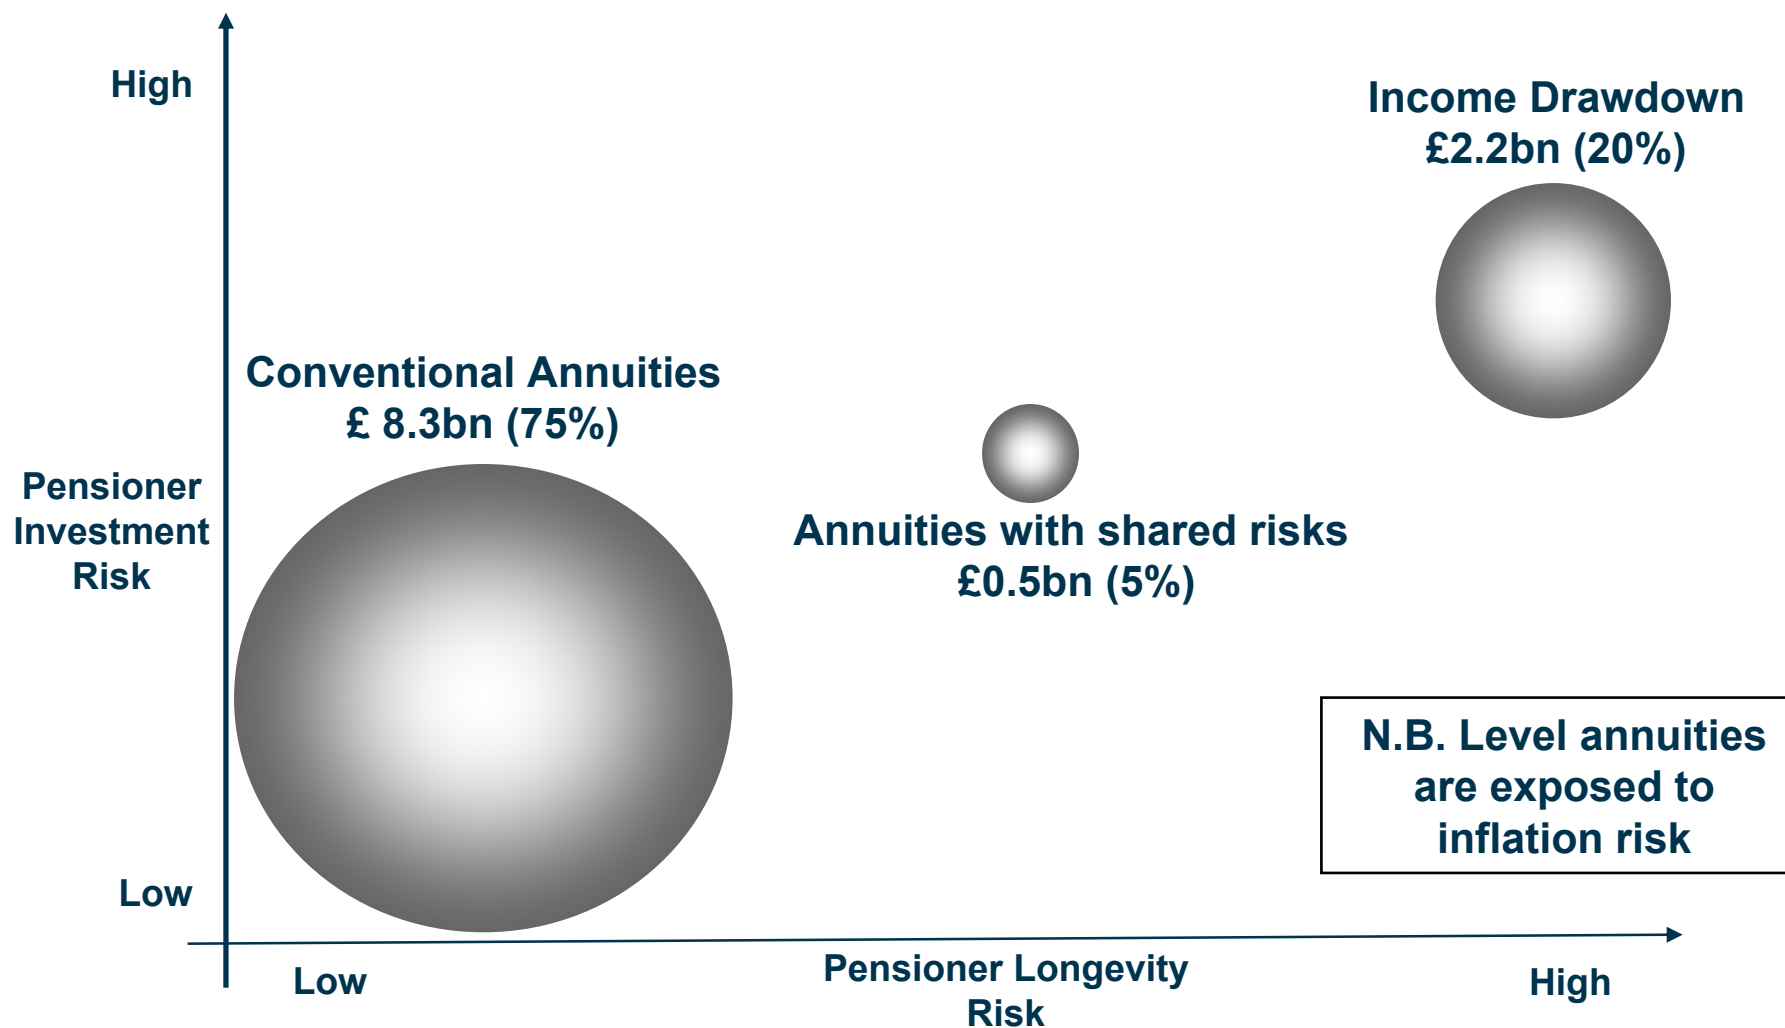 High
Income Drawdown
£2.2bn (20%)
Conventional Annuities
£ 8.3bn (75%)
Pensioner
Investment
Risk
Annuities with shared risks
£0.5bn (5%)
N.B. Level annuities
are exposed to
inflation risk
Low
Low
Pensioner Longevity
Risk
High